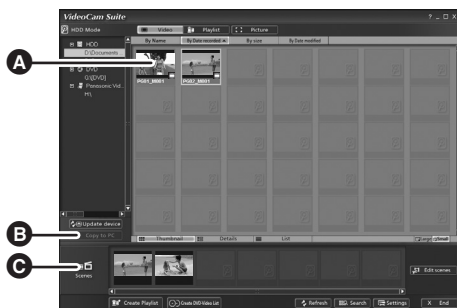 VideoCam Suite
HDD Mode
Video
Playlist
Picture
By Name
By Date recorded
By size
By Date modified
HDD
D:\Documents
DVD
G:\[DVD]
Panasonic Vid..
H:\
PG01_M001
PG02_M001
A
Update device
B
Copy to PC
Thumbnail
Details
List
Large
Small
C
Scenes
Edit scenes
Create Playlist
Create DVD-Video List
Refresh
Search
Settings
X End